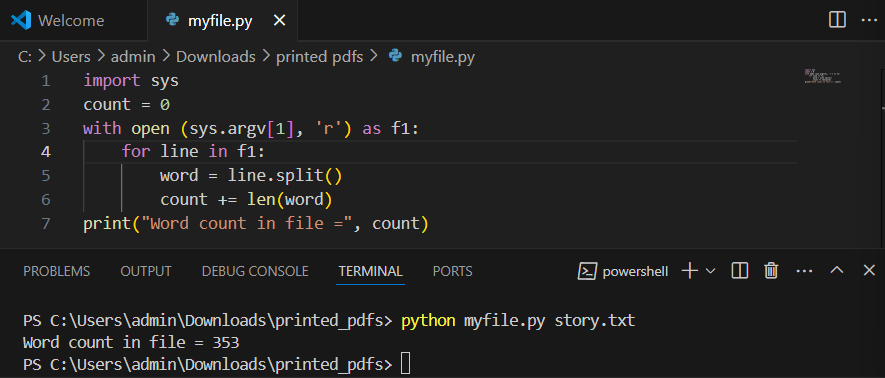 Welcome myfile.py
C: > Users > admin > Downloads > printed pdfs > myfile.py
1 import sys
2 count = 0
3 with open (sys.argv[1], 'r') as f1:
4     for line in f1:
5         word = line.split()
6         count += len(word)
7 print("Word count in file =", count)
PROBLEMS OUTPUT DEBUG CONSOLE TERMINAL PORTS powershell
PS C:\Users\admin\Downloads\printed_pdfs> python myfile.py story.txt
Word count in file = 353
PS C:\Users\admin\Downloads\printed_pdfs>